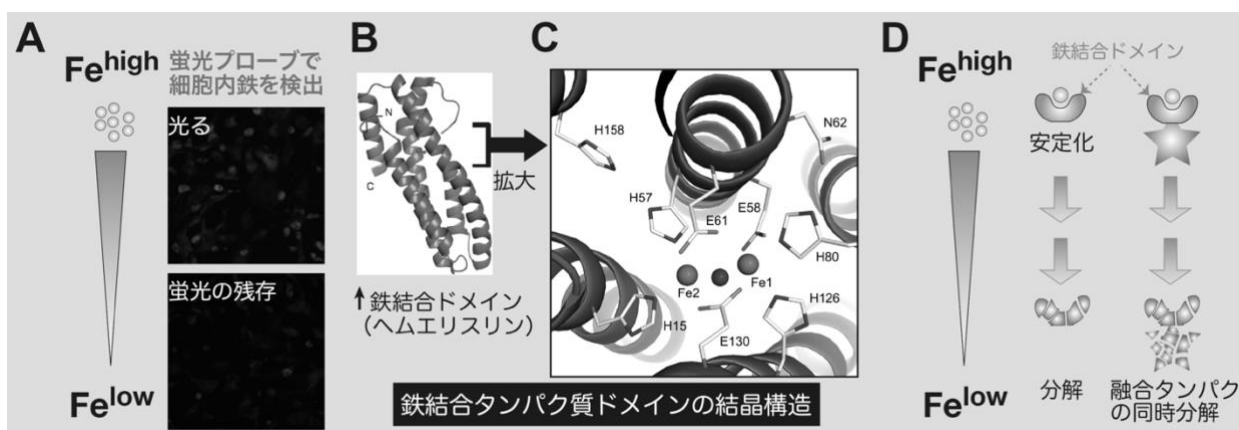 A
Fe^high
蛍光プローブで
細胞内鉄を検出
光る
蛍光の残存
Fe^low
B
N
C
拡大
↑鉄結合ドメイン
（ヘムエリスリン）
C
H158
N62
H57
E61
E58
H80
Fe2
Fe1
H15
E130
H126
鉄結合タンパク質ドメインの結晶構造
D
Fe^high
鉄結合ドメイン
安定化
Fe^low
分解
融合タンパク
の同時分解